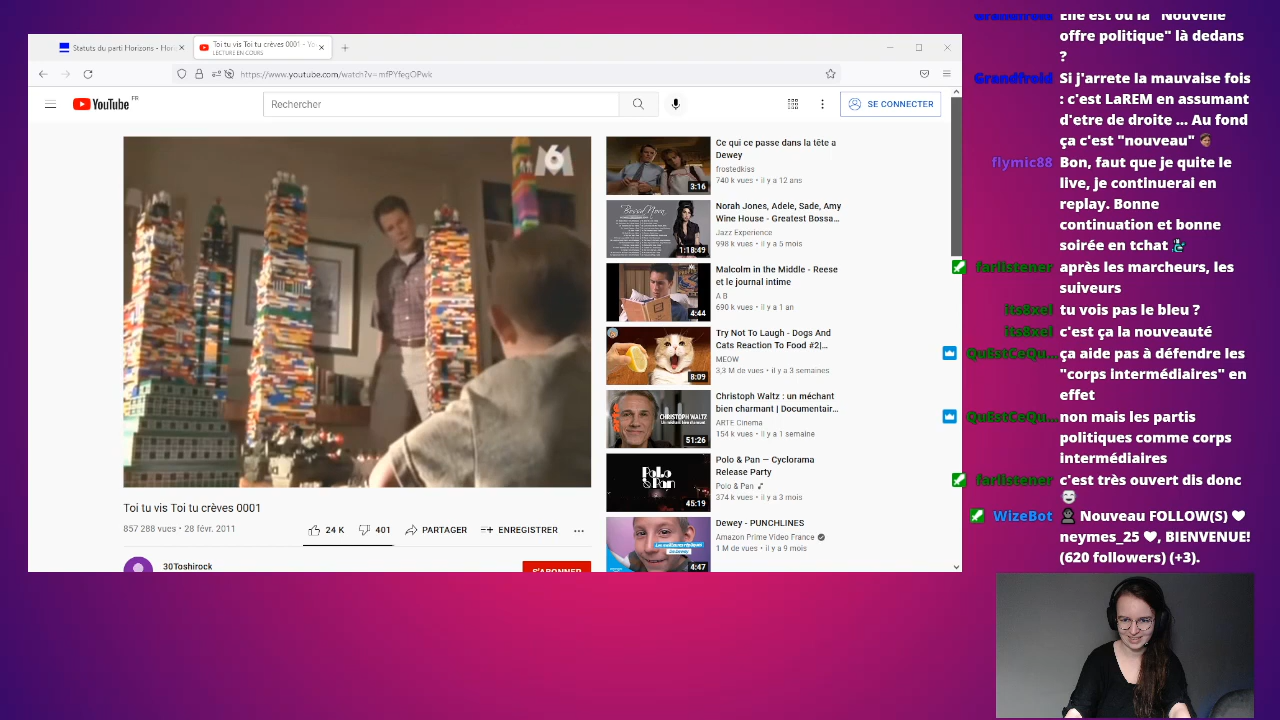 Statuts du parti Horizons - Hor
Toi tu vis Toi tu crèves 0001 - Yo
LECTURE EN COURS
https://www.youtube.com/watch?v=mfPYfegOPwk
YouTube FR
Rechercher
SE CONNECTER
M6
Toi tu vis Toi tu crèves 0001
857 288 vues • 28 févr. 2011
24 K
401
PARTAGER
ENREGISTRER
30Toshirock
S'ABONNER
Ce qui ce passe dans la tête a
Dewey
frostedkiss
740 k vues • il y a 12 ans
3:16
Norah Jones, Adele, Sade, Amy
Wine House - Greatest Bossa...
Jazz Experience
998 k vues • il y a 5 mois
Bossa Nova
1:18:49
Malcolm in the Middle - Reese
et le journal intime
A B
690 k vues • il y a 1 an
4:44
Try Not To Laugh - Dogs And
Cats Reaction To Food #2|...
MEOW
3,3 M de vues • il y a 3 semaines
8:09
Christoph Waltz : un méchant
bien charmant | Documentair...
ARTE Cinema
154 k vues • il y a 1 semaine
CHRISTOPH WALTZ
51:26
Polo & Pan — Cyclorama
Release Party
Polo & Pan
374 k vues • il y a 3 mois
Polo
& Pan
45:19
Dewey - PUNCHLINES
Amazon Prime Video France
1 M de vues • il y a 9 mois
4:47
Grandfroid Elle est où la "Nouvelle
offre politique" là dedans
?
Grandfroid Si j'arrete la mauvaise fois
: c'est LaREM en assumant
d'etre de droite ... Au fond
ça c'est "nouveau"
flymic88 Bon, faut que je quite le
live, je continuerai en
replay. Bonne
continuation et bonne
soirée en tchat
farlistener après les marcheurs, les
suiveurs
its8xel tu vois pas le bleu ?
its8xel c'est ça la nouveauté
QuEstCeQu... ça aide pas à défendre les
"corps intermédiaires" en
effet
QuEstCeQu... non mais les partis
politiques comme corps
intermédiaires
farlistener c'est très ouvert dis donc
WizeBot Nouveau FOLLOW(S)
neymes_25, BIENVENUE!
(620 followers) (+3).